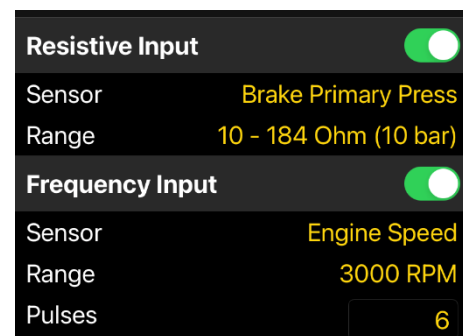 Resistive Input
Sensor Brake Primary Press
Range 10 - 184 Ohm (10 bar)
Frequency Input
Sensor Engine Speed
Range 3000 RPM
Pulses 6